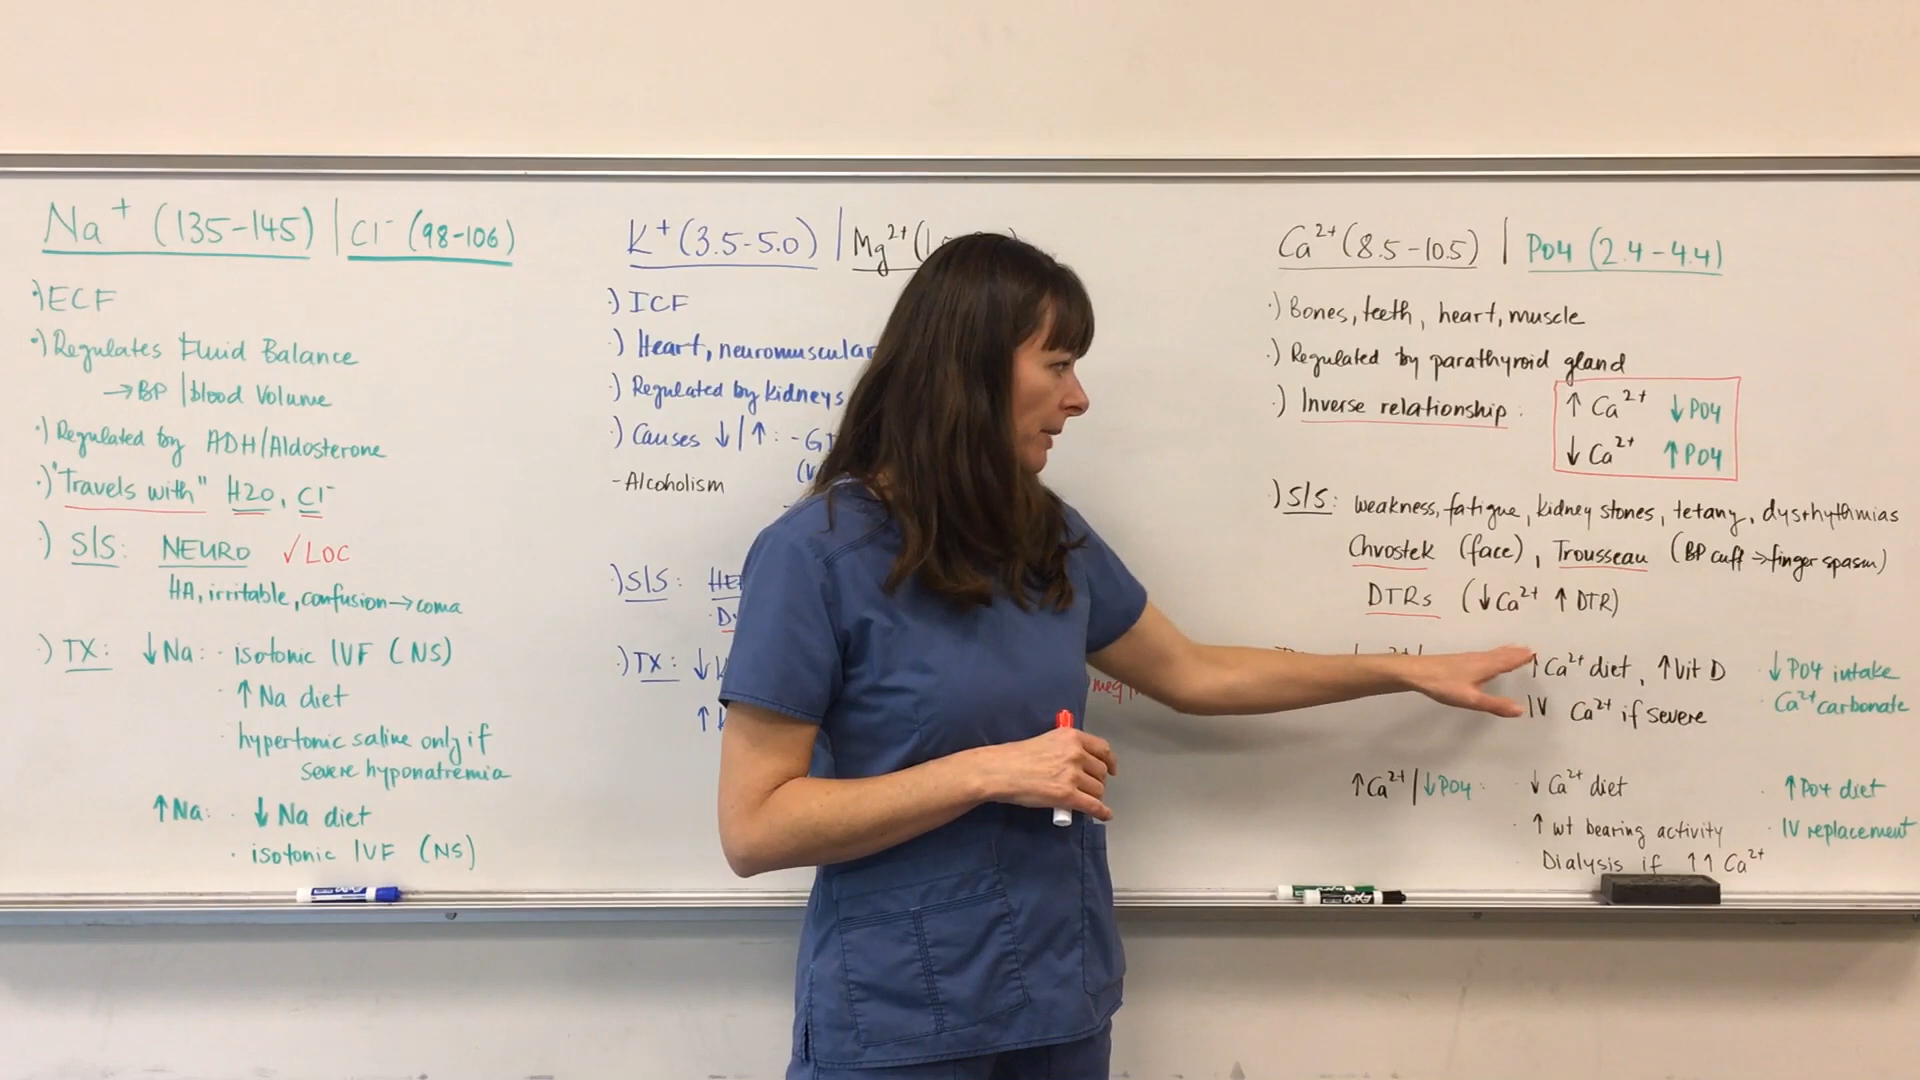 Na+ (135-145) | Cl- (98-106)
·) ECF
·) Regulates Fluid Balance
→ BP | blood Volume
·) Regulated by ADH/Aldosterone
·) "Travels with" H2O, Cl-
·) S/S: NEURO ✓ LOC
HA, irritable, confusion → coma
·) TX: ↓Na: · isotonic IVF (NS)
· ↑ Na diet
· hypertonic saline only if
severe hyponatremia
↑Na: · ↓ Na diet
· isotonic IVF (NS)
K+ (3.5-5.0) | Mg2+
·) ICF
·) Heart, neuromuscular
·) Regulated by kidneys
·) Causes ↓/↑:
- Alcoholism
·) S/S:
·) TX: ↓
↑
Ca2+ (8.5-10.5) | PO4 (2.4-4.4)
·) Bones, teeth, heart, muscle
·) Regulated by parathyroid gland
·) Inverse relationship: ↑ Ca2+ ↓ PO4
↓ Ca2+ ↑ PO4
·) S/S: weakness, fatigue, kidney stones, tetany, dysrhythmias
Chvostek (face), Trousseau (BP cuff → finger spasm)
DTRs (↓Ca2+ ↑ DTR)
↑Ca2+ diet, ↑Vit D · ↓ PO4 intake
IV Ca2+ if severe · Ca2+ carbonate
↑Ca2+ | ↓PO4: · ↓ Ca2+ diet · ↑ PO4 diet
· ↑ wt bearing activity · IV replacement
· Dialysis if ↑↑ Ca2+
EXPO